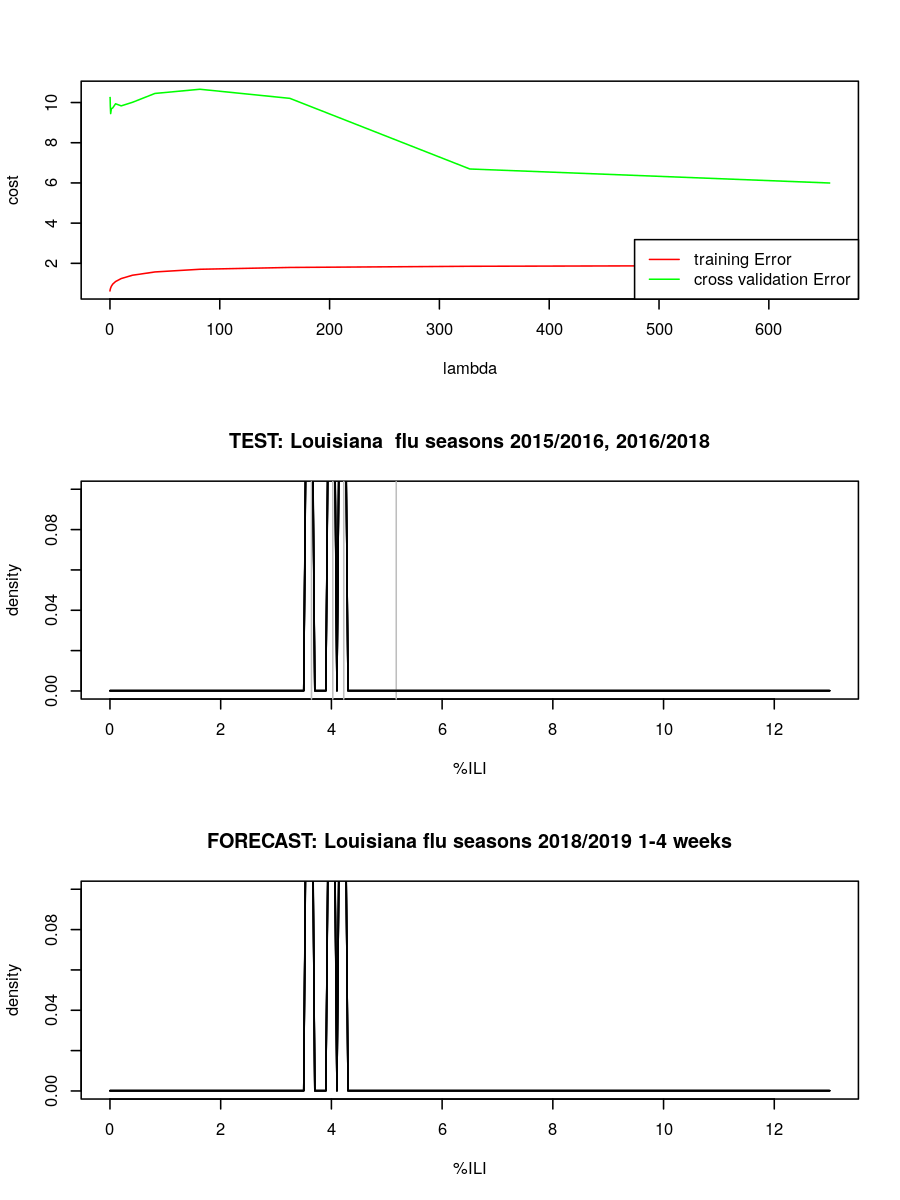 10
8
6
4
2
cost
training Error
cross validation Error
0 100 200 300 400 500 600
lambda
TEST: Louisiana  flu seasons 2015/2016, 2016/2018
0.08
0.04
0.00
density
0 2 4 6 8 10 12
%ILI
FORECAST: Louisiana flu seasons 2018/2019 1-4 weeks
0.08
0.04
0.00
density
0 2 4 6 8 10 12
%ILI